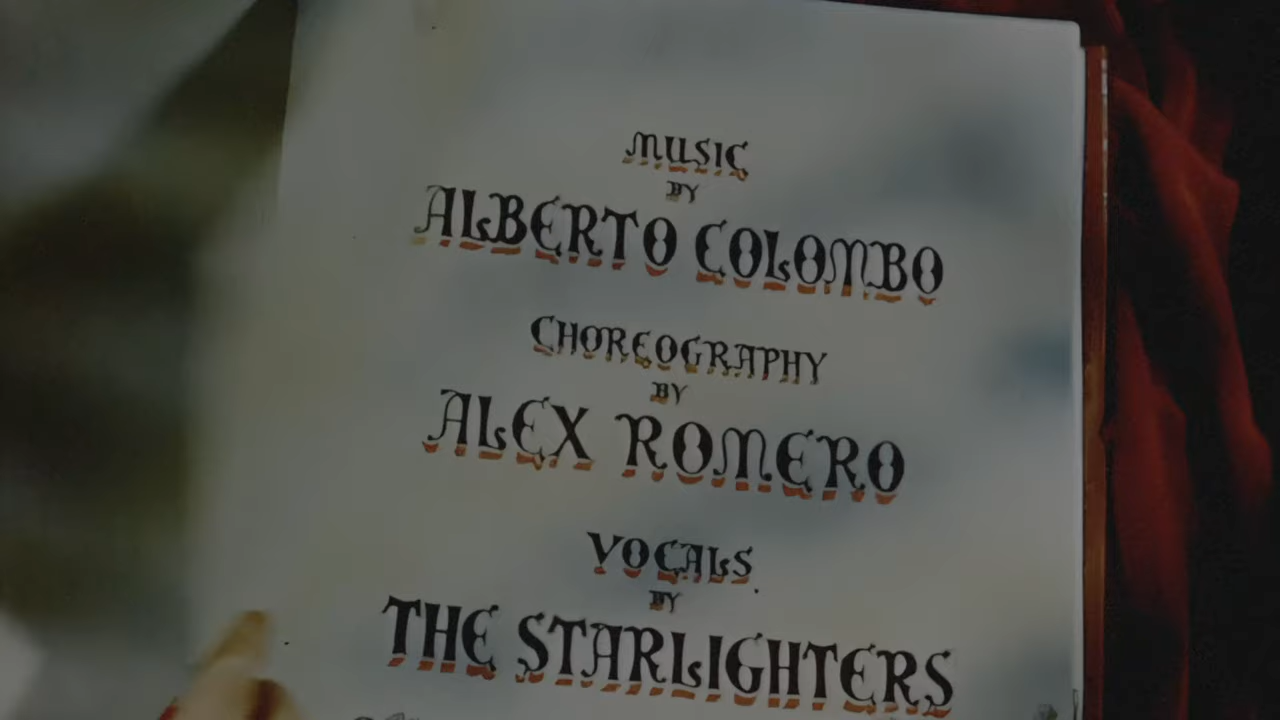 MUSIC
BY
ALBERTO COLOMBO
CHOREOGRAPHY
BY
ALEX ROMERO
VOCALS
BY
THE STARLIGHTERS